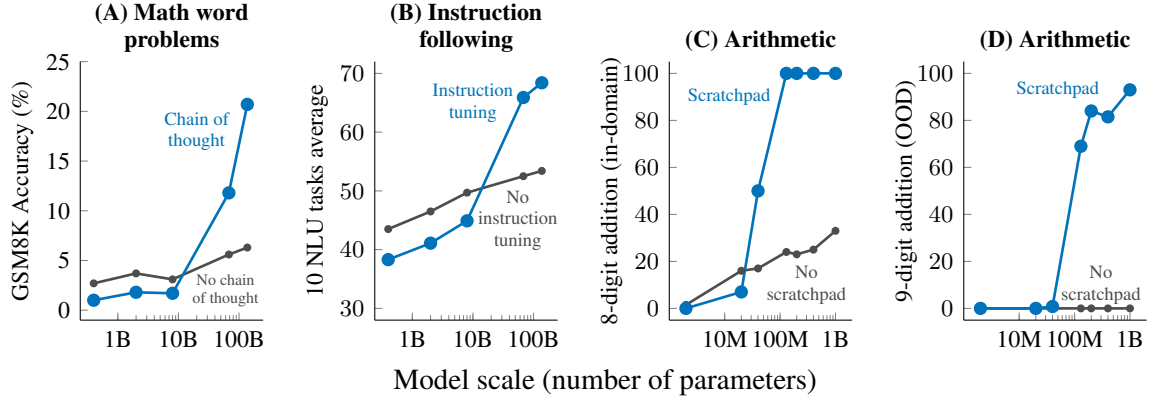 (A) Math word
problems
GSM8K Accuracy (%)
25
20
15
10
5
0
Chain of
thought
No chain
of thought
1B 10B 100B
(B) Instruction
following
10 NLU tasks average
70
60
50
40
30
Instruction
tuning
No
instruction
tuning
1B 10B 100B
(C) Arithmetic
8-digit addition (in-domain)
100
80
60
40
20
0
Scratchpad
No
scratchpad
10M 100M 1B
(D) Arithmetic
9-digit addition (OOD)
100
80
60
40
20
0
Scratchpad
No
scratchpad
10M 100M 1B
Model scale (number of parameters)